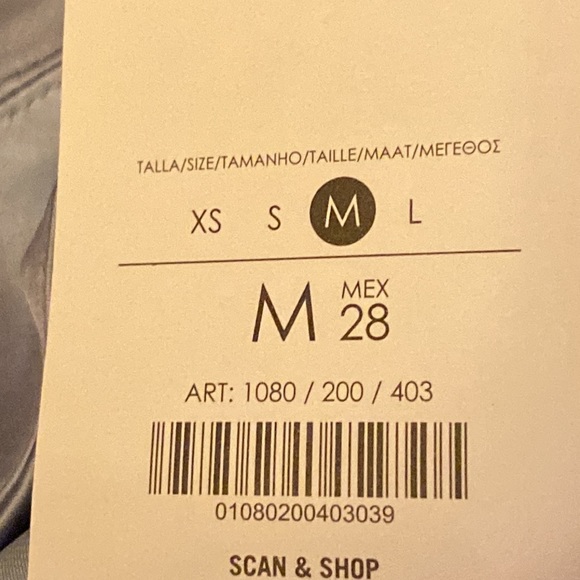 TALLA/SIZE/TAMANHO/TAILLE/MAAT/ΜΕΓΕΘΟΣ
XS S M L
M MEX 28
ART: 1080 / 200 / 403
01080200403039
SCAN & SHOP